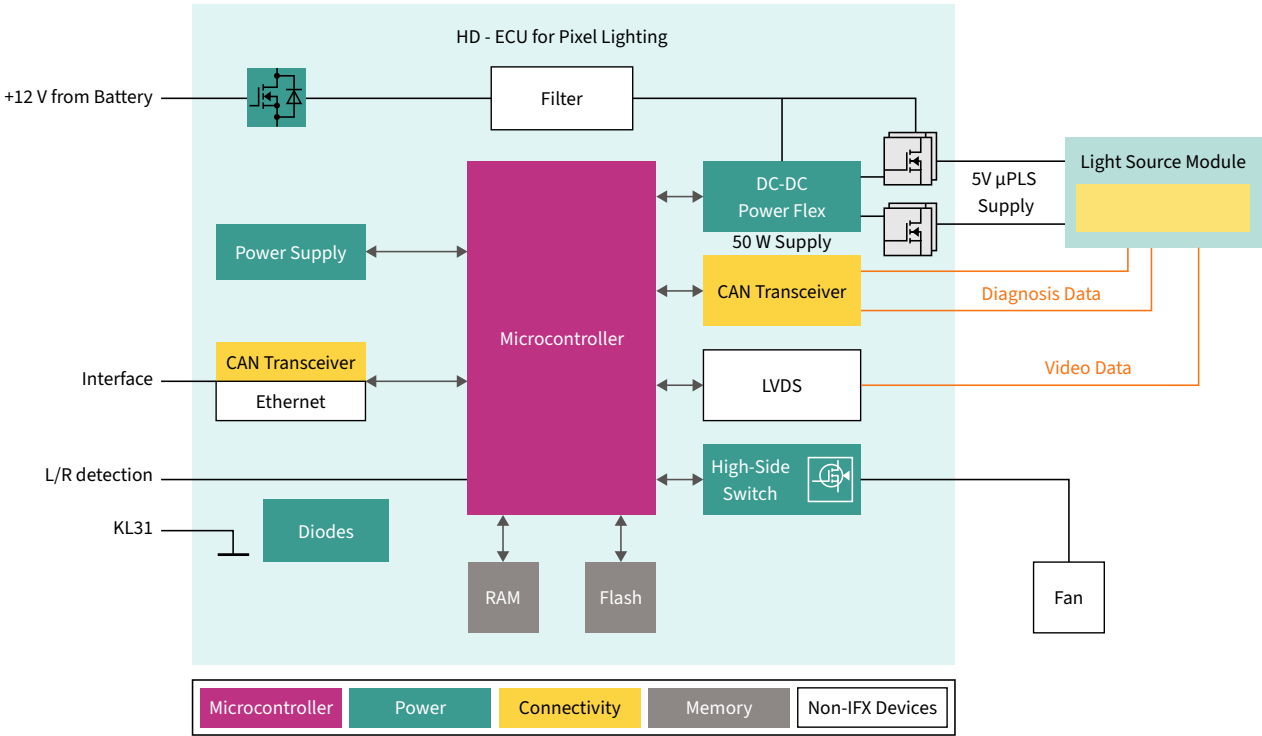 HD - ECU for Pixel Lighting
+12 V from Battery
Filter
Light Source Module
DC-DC
Power Flex
5V µPLS
Supply
50 W Supply
Power Supply
CAN Transceiver
Diagnosis Data
Microcontroller
CAN Transceiver
Interface
Ethernet
LVDS
Video Data
L/R detection
High-Side
Switch
KL31
Diodes
RAM
Flash
Fan
Microcontroller
Power
Connectivity
Memory
Non-IFX Devices